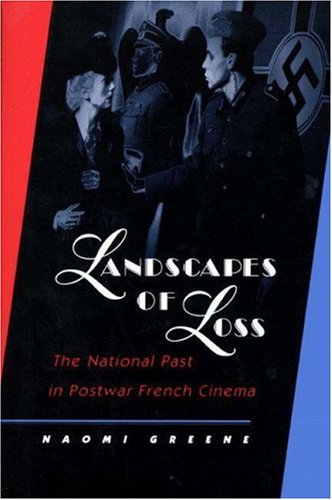 LANDSCAPES
OF LOSS
The National Past
in Postwar French Cinema
NAOMI GREENE